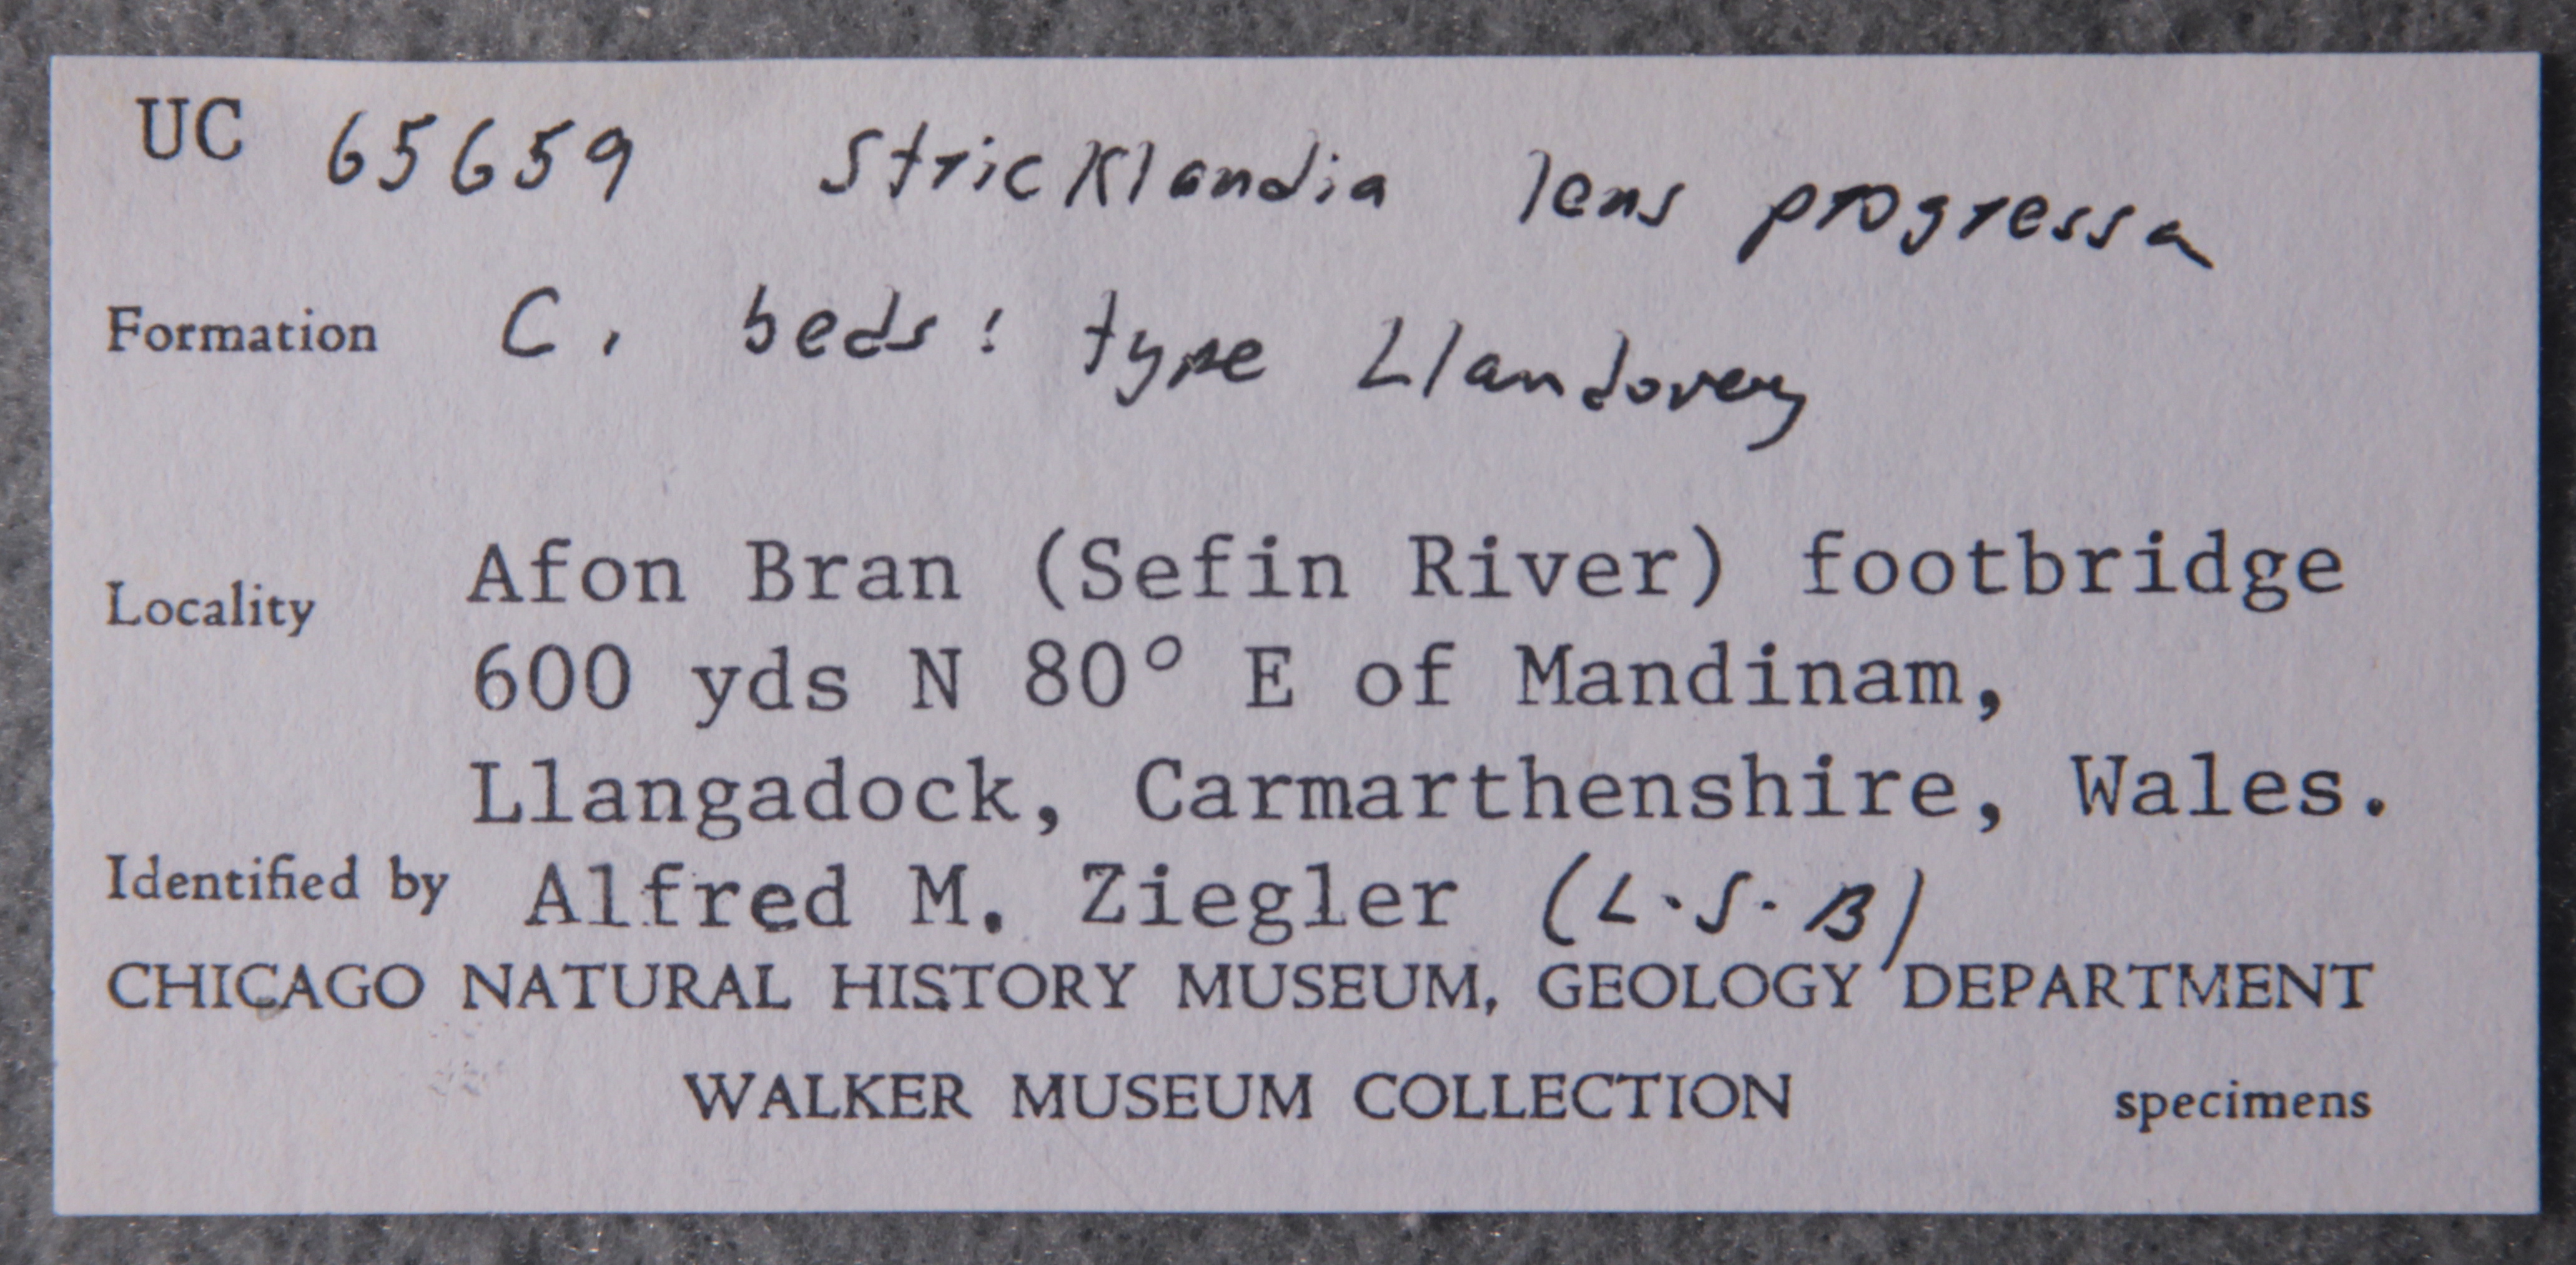 UC 65659 Stricklandia lens progressa
Formation C₁ beds: type Llandovery
Locality Afon Bran (Sefin River) footbridge
600 yds N 80° E of Mandinam,
Llangadock, Carmarthenshire, Wales.
Identified by Alfred M. Ziegler (L.S.B)
CHICAGO NATURAL HISTORY MUSEUM, GEOLOGY DEPARTMENT
WALKER MUSEUM COLLECTION specimens